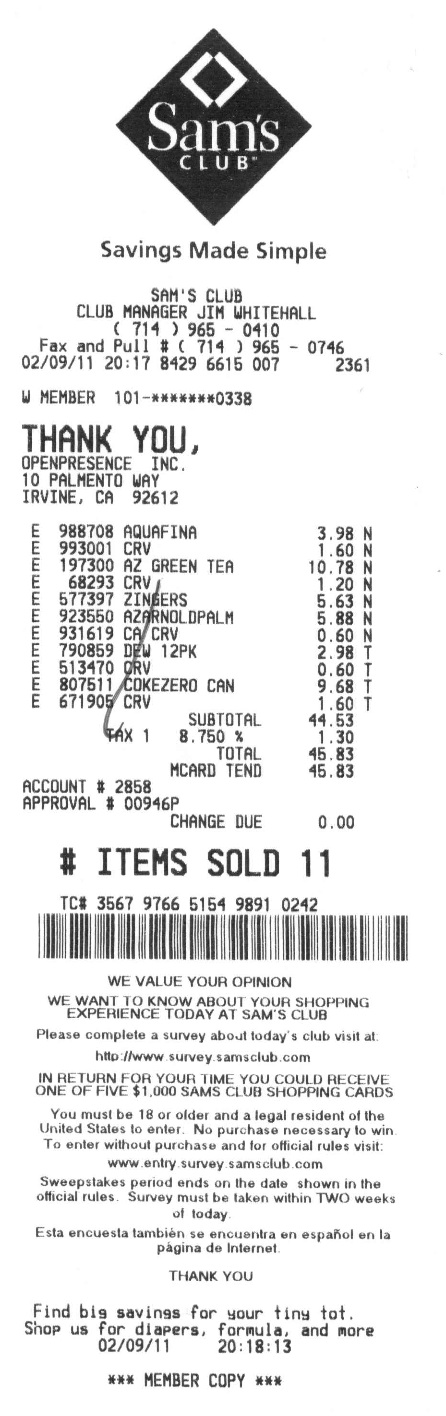 Sam's
CLUB
Savings Made Simple
SAM'S CLUB
CLUB MANAGER JIM WHITEHALL
( 714 ) 965 - 0410
Fax and Pull # ( 714 ) 965 - 0746
02/09/11 20:17 8429 6615 007 2361
W MEMBER 101-*******0338
THANK YOU,
OPENPRESENCE INC.
10 PALMENTO WAY
IRVINE, CA 92612
E 988708 AQUAFINA 3.98 N
E 993001 CRV 1.60 N
E 197300 AZ GREEN TEA 10.78 N
E 68293 CRV 1.20 N
E 577397 ZINGERS 5.63 N
E 923550 AZARNOLDPALM 5.88 N
E 931619 CA CRV 0.60 N
E 790859 DEW 12PK 2.98 T
E 513470 CRV 0.60 T
E 807511 COKEZERO CAN 9.68 T
E 671905 CRV 1.60 T
SUBTOTAL 44.53
TAX 1 8.750 % 1.30
TOTAL 45.83
MCARD TEND 45.83
ACCOUNT # 2858
APPROVAL # 00946P
CHANGE DUE 0.00
# ITEMS SOLD 11
TC# 3567 9766 5154 9891 0242
WE VALUE YOUR OPINION
WE WANT TO KNOW ABOUT YOUR SHOPPING
EXPERIENCE TODAY AT SAM'S CLUB
Please complete a survey about today's club visit at:
http://www.survey.samsclub.com
IN RETURN FOR YOUR TIME YOU COULD RECEIVE
ONE OF FIVE $1,000 SAMS CLUB SHOPPING CARDS
You must be 18 or older and a legal resident of the
United States to enter. No purchase necessary to win.
To enter without purchase and for official rules visit:
www.entry.survey.samsclub.com
Sweepstakes period ends on the date shown in the
official rules. Survey must be taken within TWO weeks
of today.
Esta encuesta también se encuentra en español en la
página de Internet.
THANK YOU
Find big savings for your tiny tot.
Shop us for diapers, formula, and more
02/09/11 20:18:13
*** MEMBER COPY ***